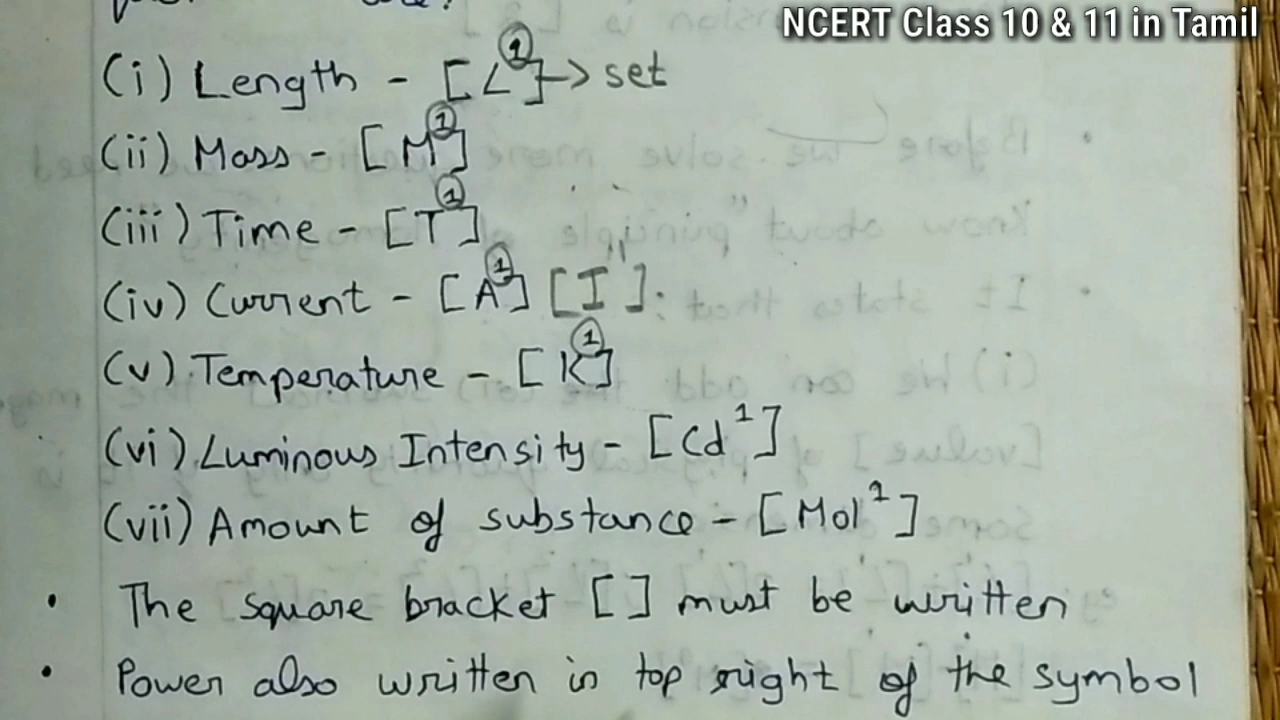 NCERT Class 10 & 11 in Tamil
(i) Length - [L¹] → set
(ii) Mass - [M¹]
(iii) Time - [T¹]
(iv) Current - [A¹] [I].
(v) Temperature - [K¹]
(vi) Luminous Intensity - [Cd¹]
(vii) Amount of substance - [Mol¹]
• The square bracket [ ] must be written
• Power also written in top right of the symbol